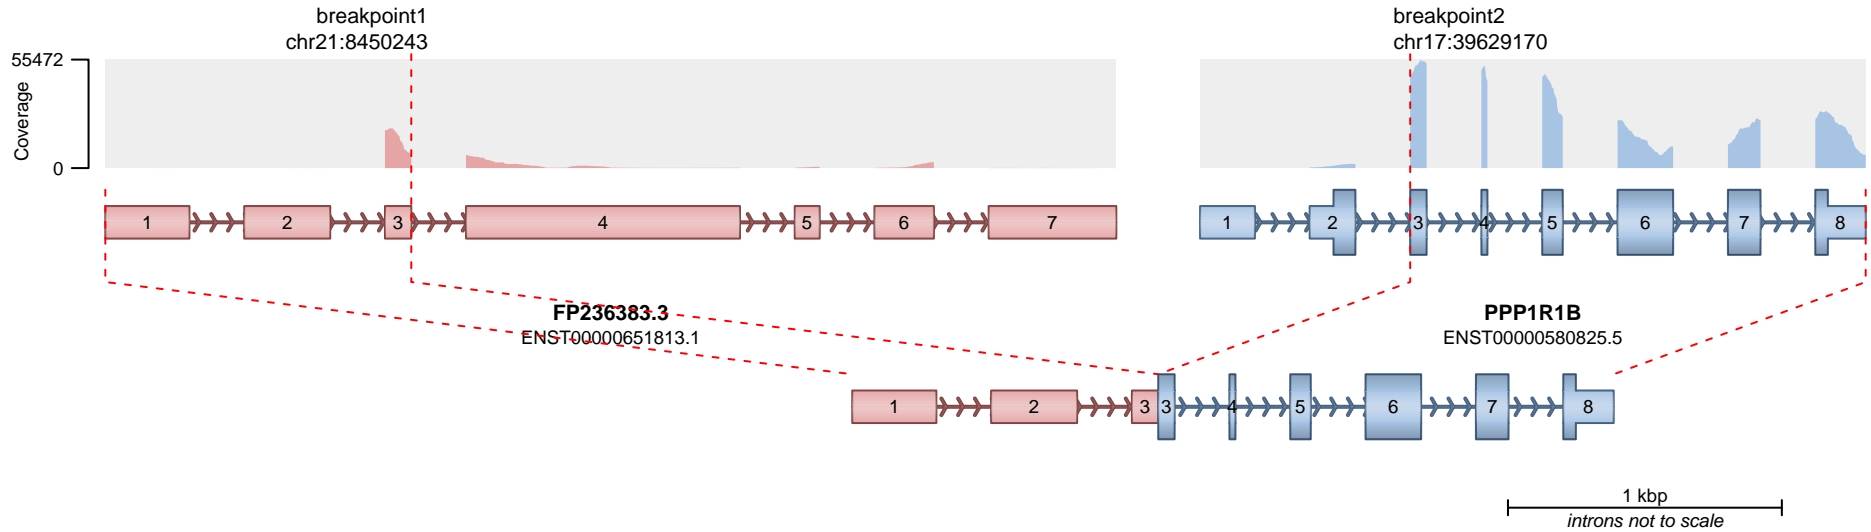 breakpoint1
chr21:8450243
breakpoint2
chr17:39629170
55472
Coverage
0
1 2 3 4 5 6 7
1 2 3 4 5 6 7 8
FP236383.3
ENST00000651813.1
PPP1R1B
ENST00000580825.5
1 2 3 3 4 5 6 7 8
1 kbp
introns not to scale